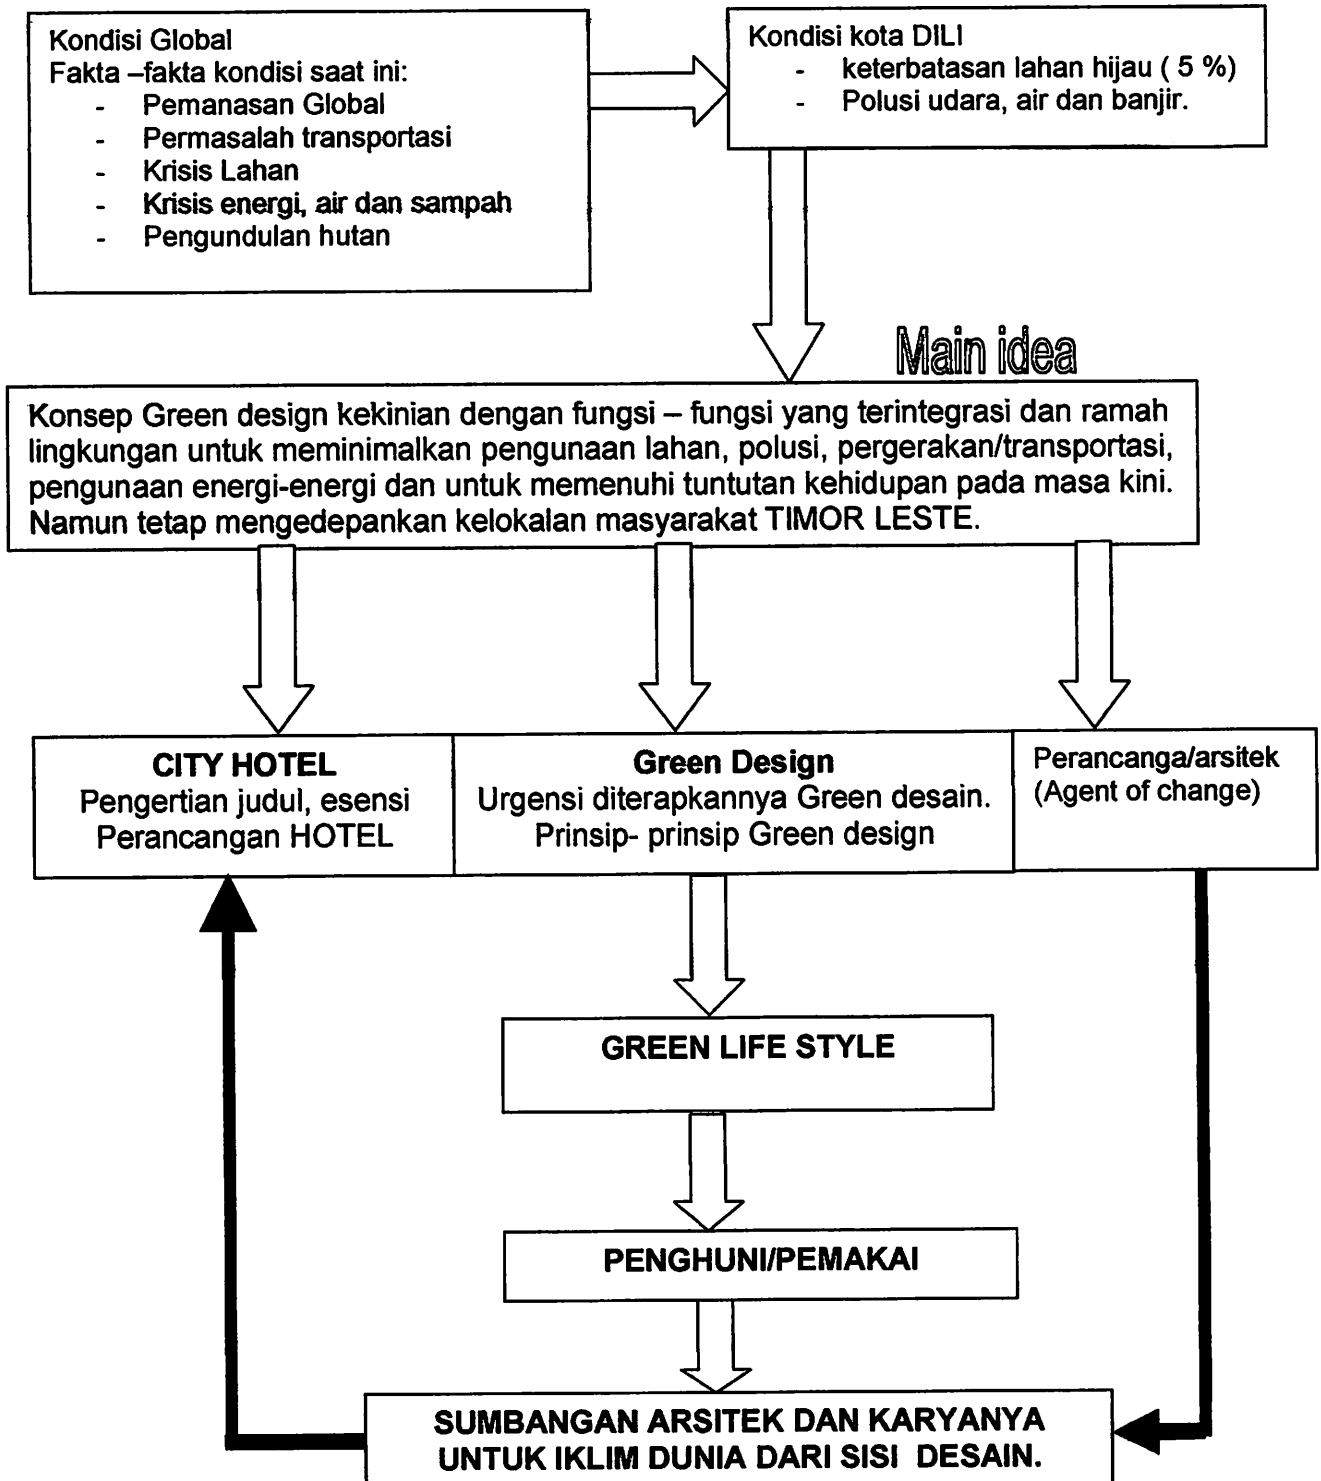 Kondisi Global
Fakta –fakta kondisi saat ini:
- Pemanasan Global
- Permasalah transportasi
- Krisis Lahan
- Krisis energi, air dan sampah
- Pengundulan hutan
Kondisi kota DILI
- keterbatasan lahan hijau ( 5 %)
- Polusi udara, air dan banjir.
Main idea
Konsep Green design kekinian dengan fungsi – fungsi yang terintegrasi dan ramah
lingkungan untuk meminimalkan pengunaan lahan, polusi, pergerakan/transportasi,
pengunaan energi-energi dan untuk memenuhi tuntutan kehidupan pada masa kini.
Namun tetap mengedepankan kelokalan masyarakat TIMOR LESTE.
CITY HOTEL
Pengertian judul, esensi
Perancangan HOTEL
Green Design
Urgensi diterapkannya Green desain.
Prinsip- prinsip Green design
Perancanga/arsitek
(Agent of change)
GREEN LIFE STYLE
PENGHUNI/PEMAKAI
SUMBANGAN ARSITEK DAN KARYANYA
UNTUK IKLIM DUNIA DARI SISI DESAIN.